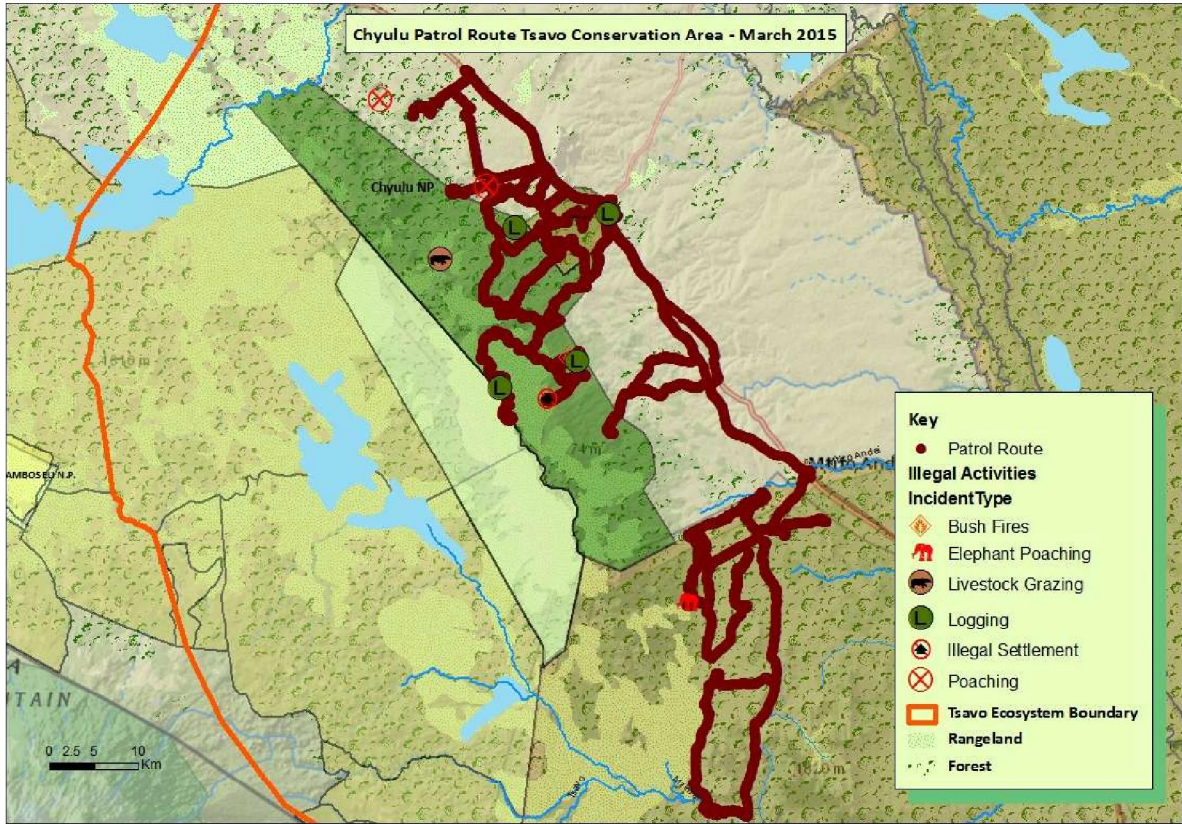 Chyulu Patrol Route Tsavo Conservation Area - March 2015
Chyulu NP
L
L
L
L
AMBOSELI N.P.
Key
Patrol Route
Illegal Activities
IncidentType
Bush Fires
Elephant Poaching
Livestock Grazing
L Logging
Illegal Settlement
Poaching
Tsavo Ecosystem Boundary
Rangeland
Forest
UTAIN
0 2.5 5 10
Km
Tsavo